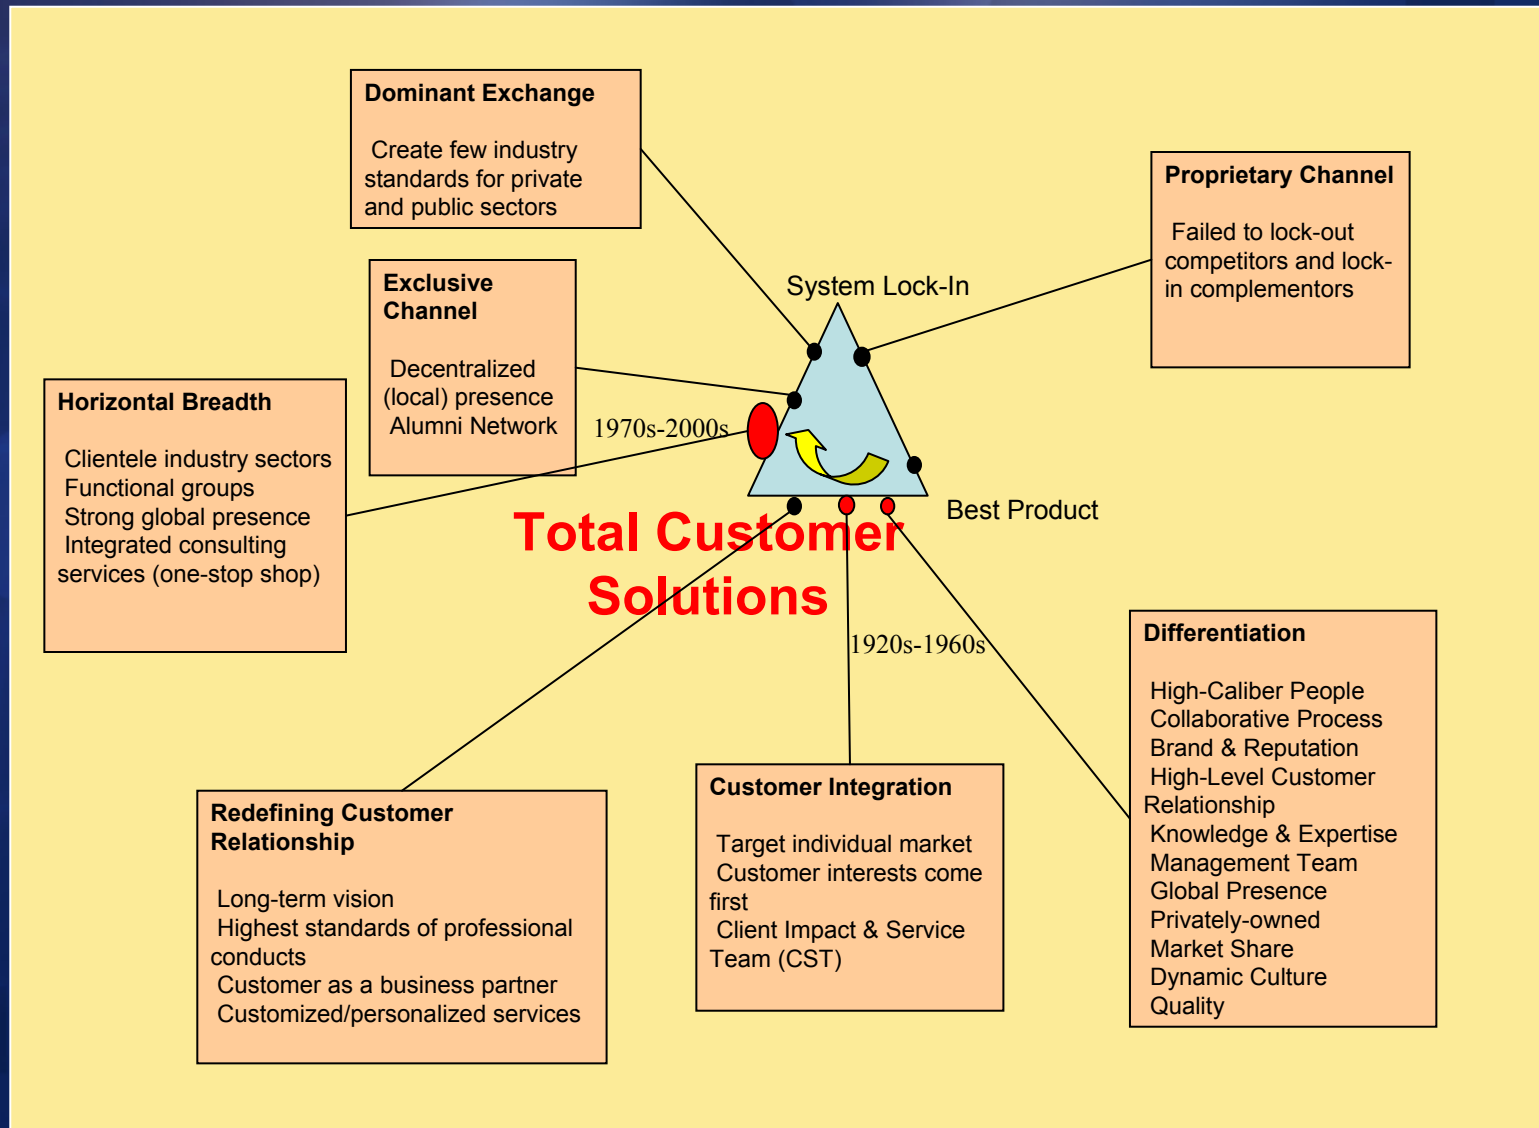 Dominant Exchange
Create few industry
standards for private
and public sectors
Proprietary Channel
Failed to lock-out
competitors and lock-
in complementors
Exclusive
Channel
Decentralized
(local) presence
Alumni Network
System Lock-In
Horizontal Breadth
Clientele industry sectors
Functional groups
Strong global presence
Integrated consulting
services (one-stop shop)
1970s-2000s
Best Product
Total Customer
Solutions
1920s-1960s
Redefining Customer
Relationship
Long-term vision
Highest standards of professional
conducts
Customer as a business partner
Customized/personalized services
Customer Integration
Target individual market
Customer interests come
first
Client Impact & Service
Team (CST)
Differentiation
High-Caliber People
Collaborative Process
Brand & Reputation
High-Level Customer
Relationship
Knowledge & Expertise
Management Team
Global Presence
Privately-owned
Market Share
Dynamic Culture
Quality